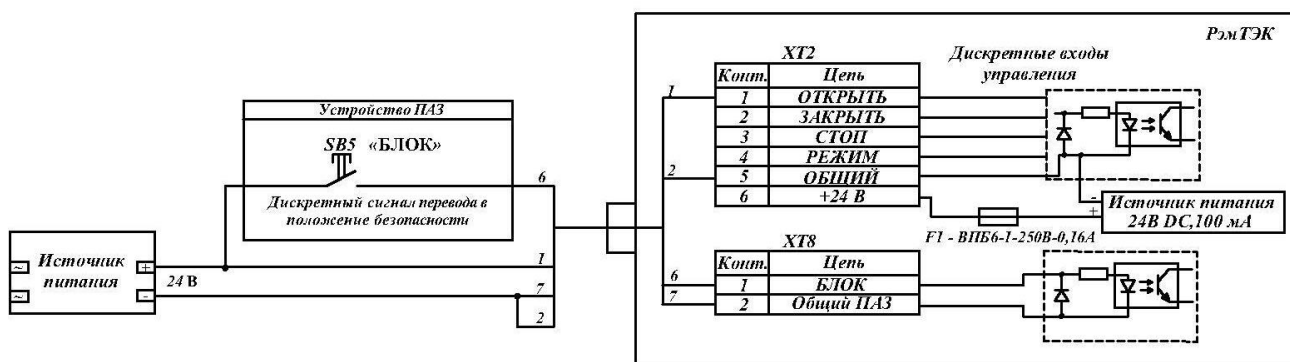 РэмТЭК
XT2
Дискретные входы
управления
Конт. Цепь
1 ОТКРЫТЬ
2 ЗАКРЫТЬ
3 СТОП
4 РЕЖИМ
5 ОБЩИЙ
6 +24 В
1
2
Устройство ПАЗ
SB5 «БЛОК»
6
Дискретный сигнал перевода в
положение безопасности
- Источник питания
+ 24В DC,100 мА
F1 - ВПБ6-1-250В-0,16А
Источник
питания
~ +
~ -
24 В
1
7
2
XT8
Конт. Цепь
1 БЛОК
2 Общий ПАЗ
6
7